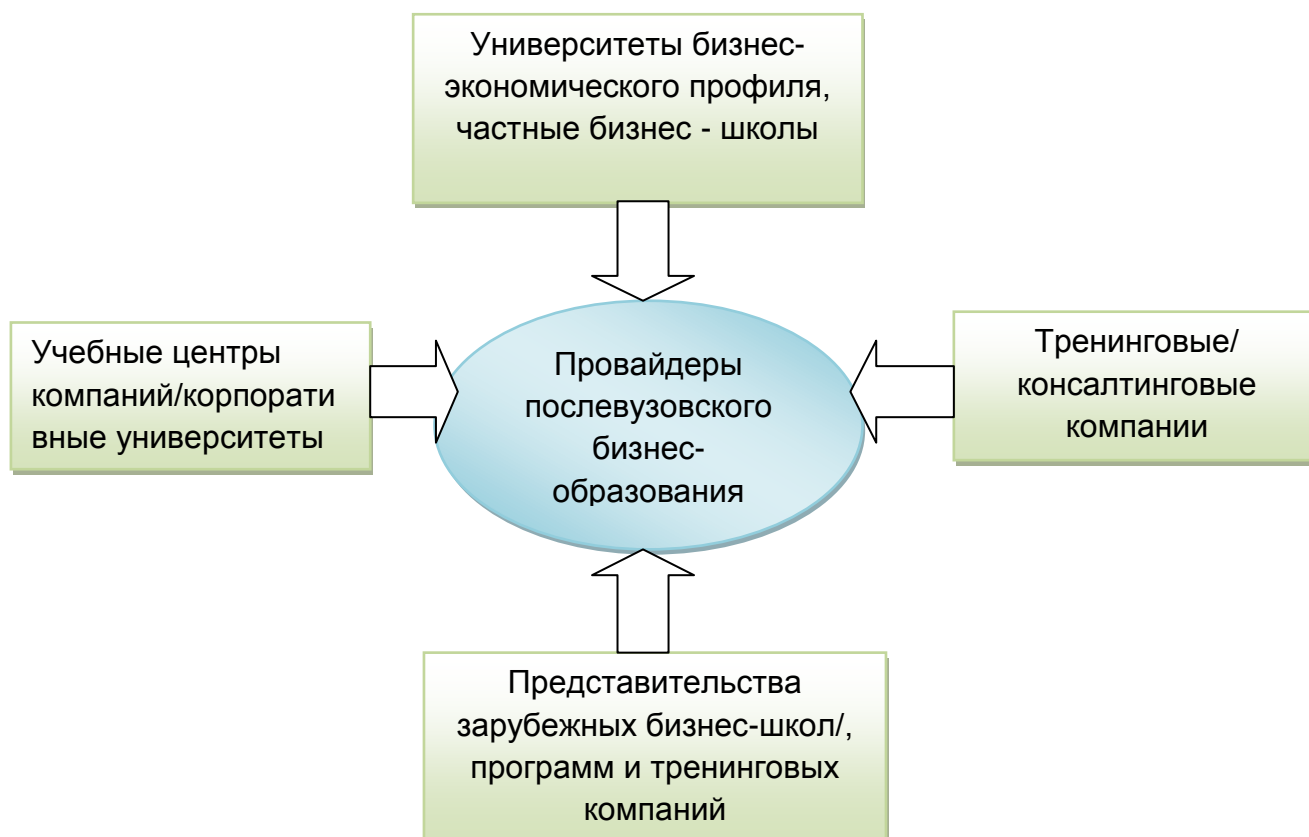 Университеты бизнес-
экономического профиля,
частные бизнес - школы
Учебные центры
компаний/корпорати
вные университеты
Провайдеры
послевузовского
бизнес-
образования
Тренинговые/
консалтинговые
компании
Представительства
зарубежных бизнес-школ/,
программ и тренинговых
компаний